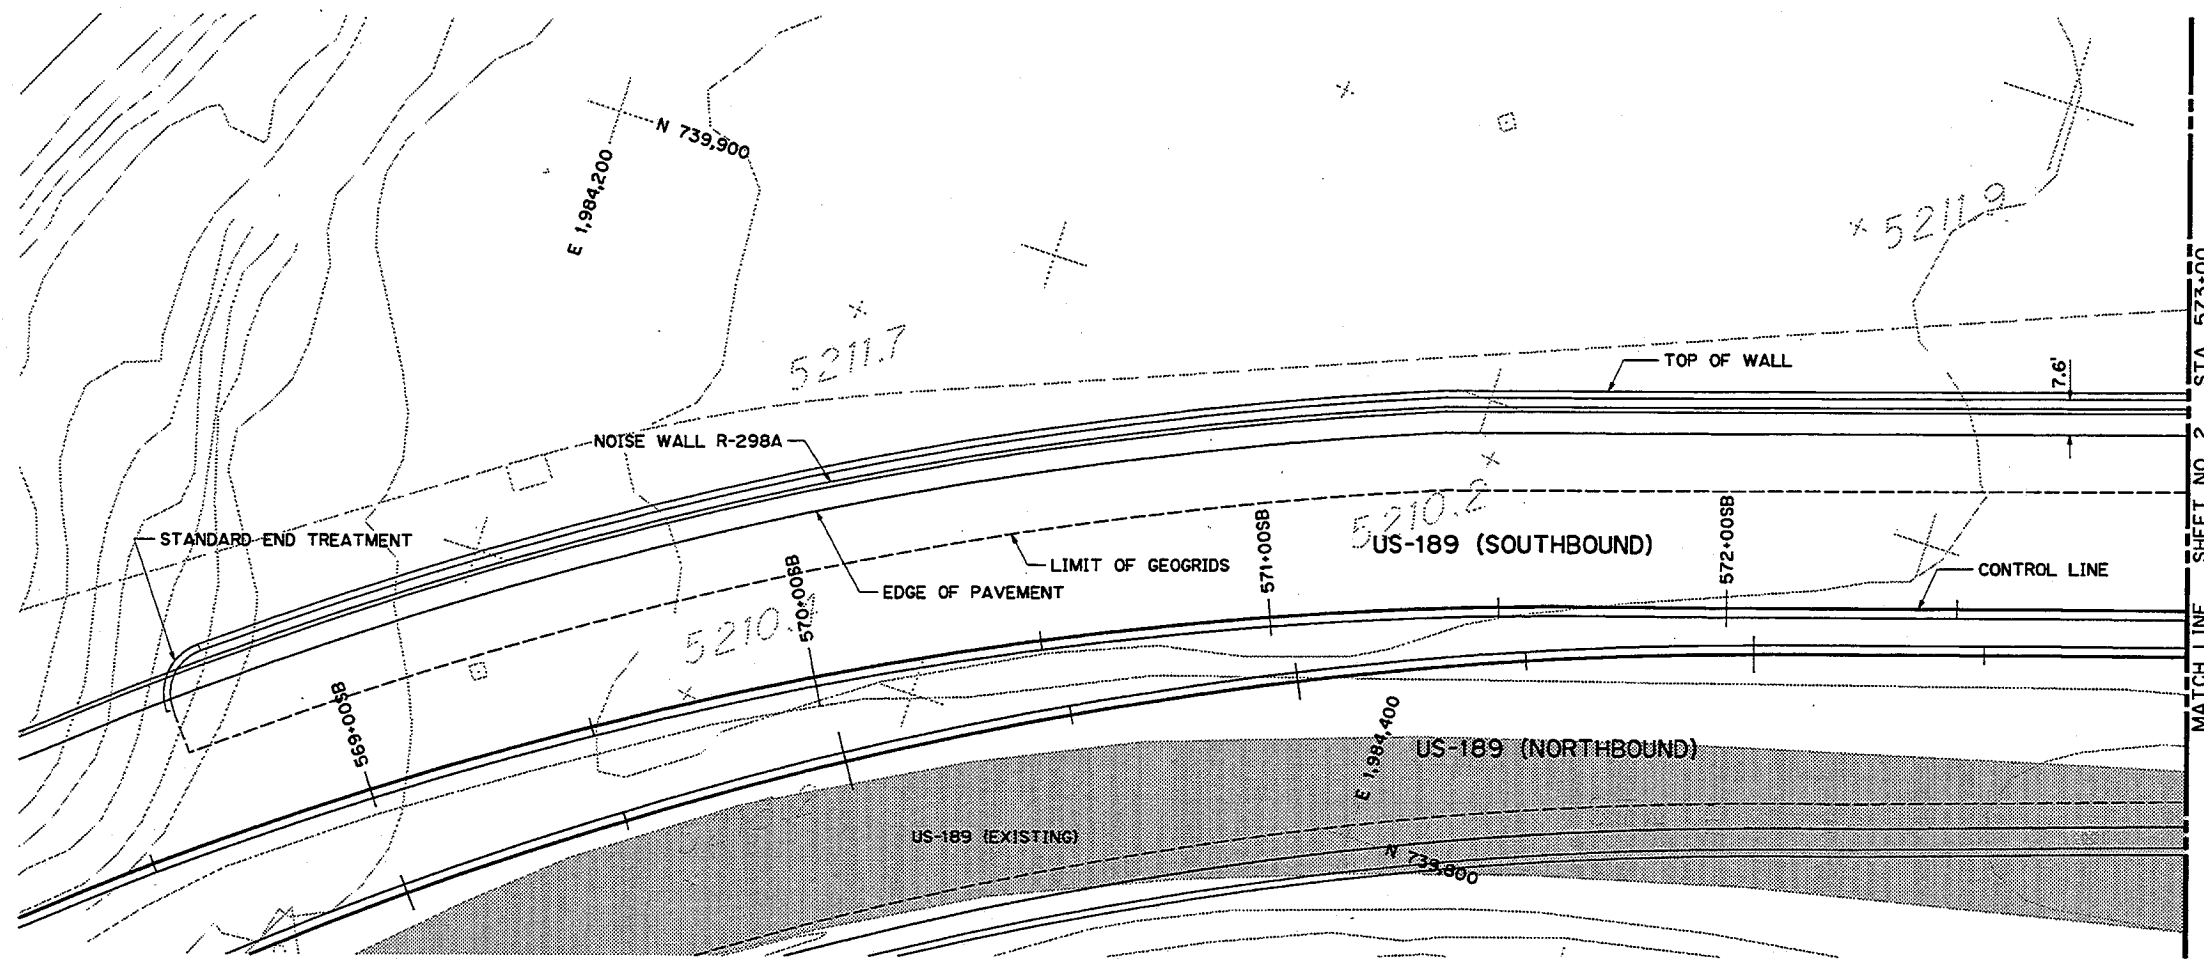 N 739,900
E 1,984,200
5211.9
5211.7
TOP OF WALL
7.6'
NOISE WALL R-298A
STANDARD END TREATMENT
LIMIT OF GEOGRIDS
EDGE OF PAVEMENT
5210.2
US-189 (SOUTHBOUND)
CONTROL LINE
569+00SB
570+00SB
571+00SB
572+00SB
E 1,984,400
US-189 (NORTHBOUND)
US-189 (EXISTING)
N 739,800
MATCH LINE SHEET NO. 2 STA. 573+00